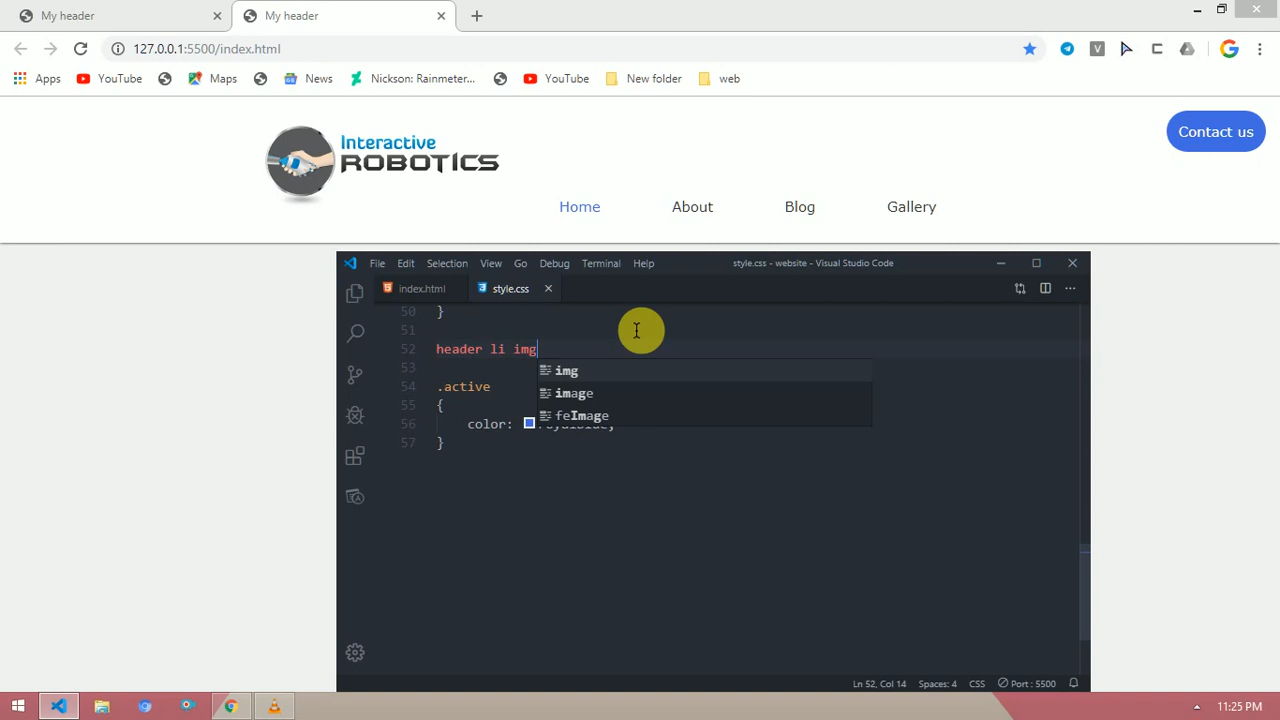 My header
My header
127.0.0.1:5500/index.html
Apps YouTube Maps News Nickson: Rainmeter... YouTube New folder web
Interactive
ROBOTICS
Contact us
Home About Blog Gallery
File Edit Selection View Go Debug Terminal Help style.css - website - Visual Studio Code
index.html style.css
50 }
51
52 header li img
53 img
54 .active image
55 { feImage
56 color:
57 }
Ln 52, Col 14 Spaces: 4 CSS Port : 5500
11:25 PM